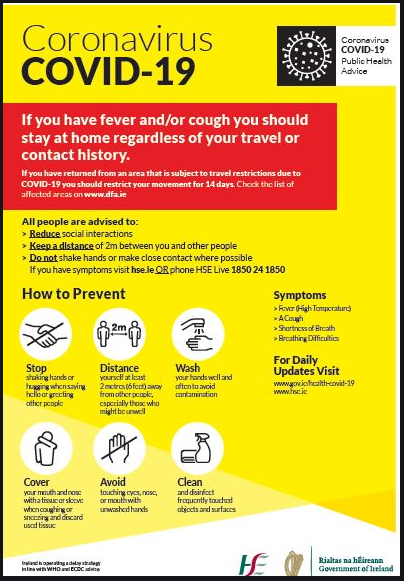 Coronavirus
COVID-19
Coronavirus
COVID-19
Public Health
Advice
If you have fever and/or cough you should
stay at home regardless of your travel or
contact history.
If you have returned from an area that is subject to travel restrictions due to
COVID-19 you should restrict your movement for 14 days. Check the list of
affected areas on www.dfa.ie
All people are advised to:
> Reduce social interactions
> Keep a distance of 2m between you and other people
> Do not shake hands or make close contact where possible
If you have symptoms visit hse.ie OR phone HSE Live 1850 24 1850
How to Prevent
2m
Stop
shaking hands or
hugging when saying
hello or greeting
other people
Distance
yourself at least
2 metres (6 feet) away
from other people,
especially those who
might be unwell
Wash
your hands well and
often to avoid
contamination
Cover
your mouth and nose
with a tissue or sleeve
when coughing or
sneezing and discard
used tissue
Avoid
touching eyes, nose,
or mouth with
unwashed hands
Clean
and disinfect
frequently touched
objects and surfaces
Symptoms
> Fever (High Temperature)
> A Cough
> Shortness of Breath
> Breathing Difficulties
For Daily
Updates Visit
www.gov.ie/health-covid-19
www.hse.ie
Ireland is operating a delay strategy
in line with WHO and ECDC advice
Rialtas na hÉireann
Government of Ireland